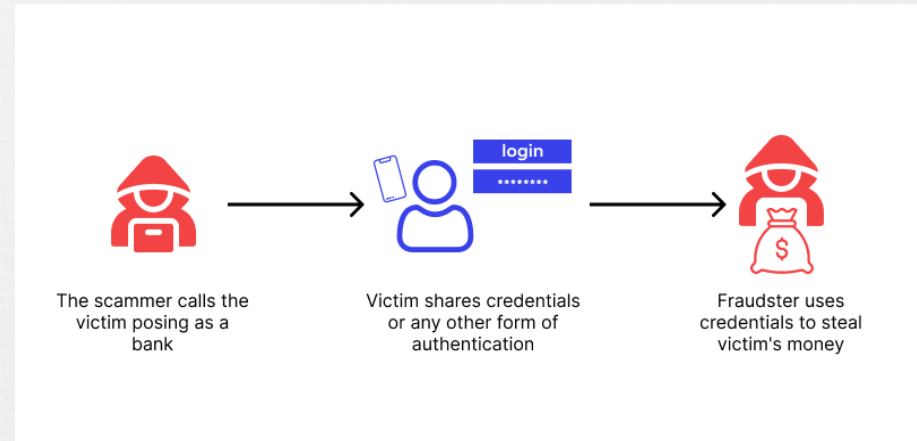 login
********
The scammer calls the
victim posing as a
bank
Victim shares credentials
or any other form of
authentication
$
Fraudster uses
credentials to steal
victim's money